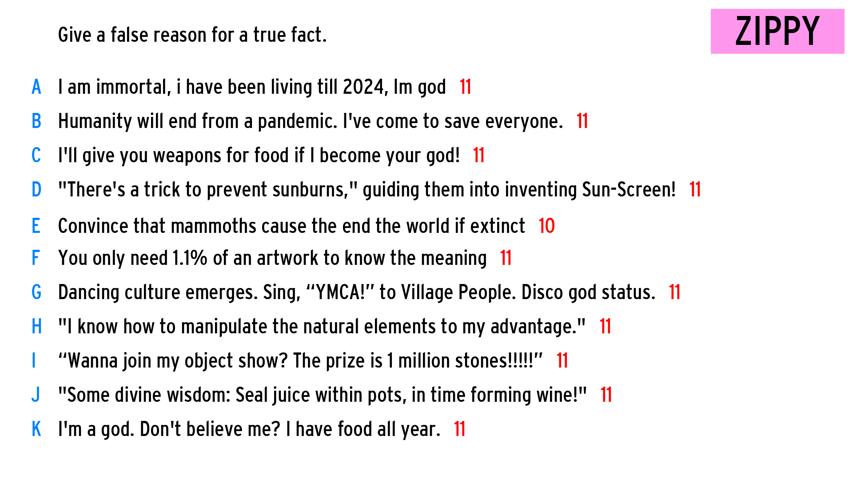 Give a false reason for a true fact.
ZIPPY
A I am immortal, i have been living till 2024, Im god 11
B Humanity will end from a pandemic. I've come to save everyone. 11
C I'll give you weapons for food if I become your god! 11
D "There's a trick to prevent sunburns," guiding them into inventing Sun-Screen! 11
E Convince that mammoths cause the end the world if extinct 10
F You only need 1.1% of an artwork to know the meaning 11
G Dancing culture emerges. Sing, “YMCA!” to Village People. Disco god status. 11
H "I know how to manipulate the natural elements to my advantage." 11
I “Wanna join my object show? The prize is 1 million stones!!!!!” 11
J "Some divine wisdom: Seal juice within pots, in time forming wine!" 11
K I'm a god. Don't believe me? I have food all year. 11